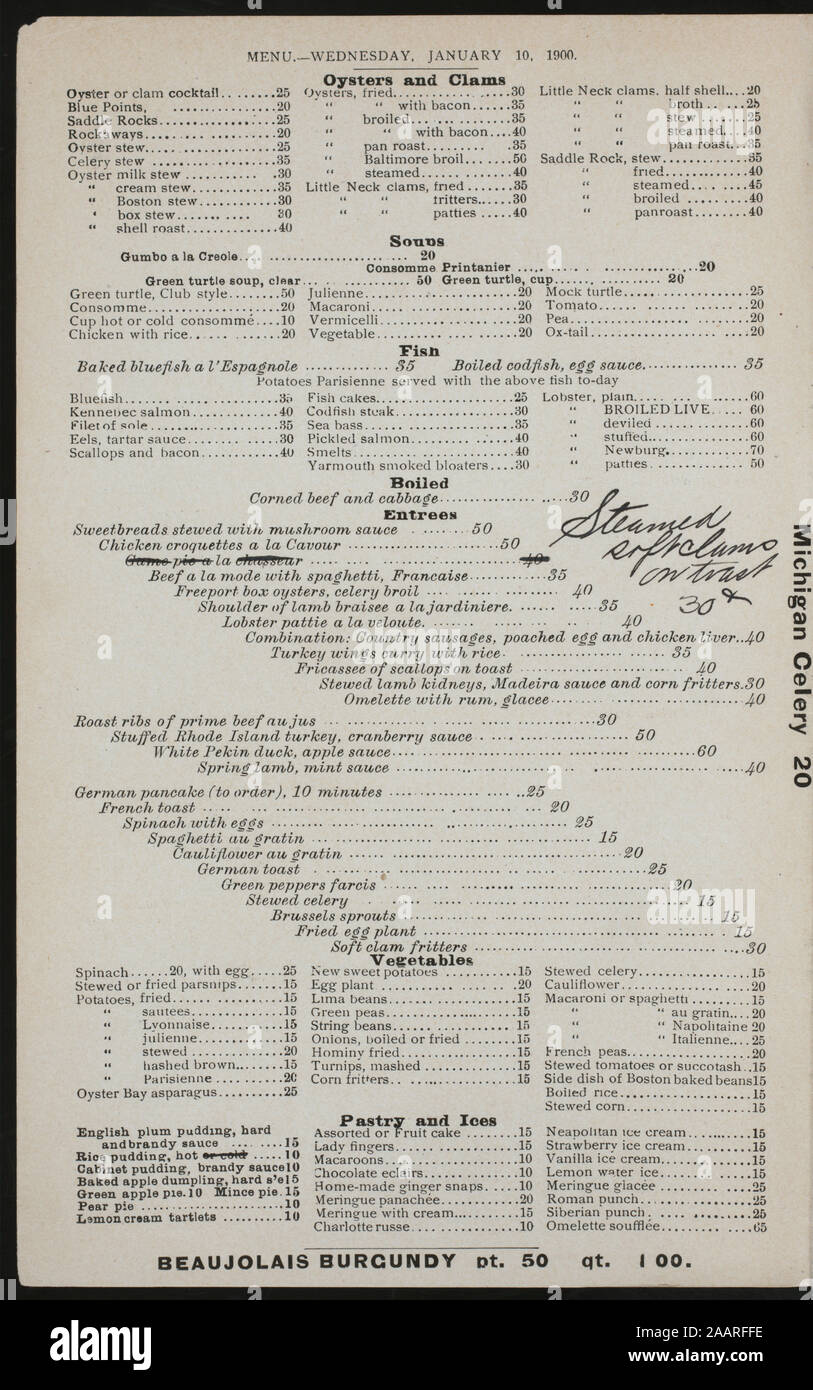 MENU.—WEDNESDAY, JANUARY 10, 1900.
Oysters and Clams
Oyster or clam cocktail........25
Blue Points, ..............20
Saddle Rocks..............25
Rockaways..............20
Oyster stew..............25
Celery stew ..............35
Oyster milk stew ............30
" cream stew............35
" Boston stew............30
" box stew.......... 30
" shell roast............40
Oysters, fried..............30
" " with bacon......35
" broiled..............35
" " with bacon....40
" pan roast..........35
" Baltimore broil......50
" steamed..............40
Little Neck clams, fried.......35
" " fritters......30
" " patties .....40
Little Neck clams, half shell...20
" " broth ......25
" " stew ......25
" " steamed....40
" " pan roast...35
Saddle Rock, stew............35
" fried............40
" steamed.... ....45
" broiled .........40
" panroast........40
Soups
Gumbo a la Creole.... .................... 20
Consomme Printanier ........................20
Green turtle soup, clear... ............ 50 Green turtle, cup................ 20
Green turtle, Club style........50
Consomme..................20
Cup hot or cold consommé....10
Chicken with rice..............20
Julienne......................20
Macaroni......................20
Vermicelli....................20
Vegetable....................20
Mock turtle..................25
Tomato......................20
Pea..........................20
Ox-tail......................20
Fish
Baked bluefish a l'Espagnole .............. 35 Boiled codfish, egg sauce................. 35
Potatoes Parisienne served with the above fish to-day
Bluefish......................35
Kennebec salmon............40
Filet of sole....................35
Eels, tartar sauce............30
Scallops and bacon............40
Fish cakes....................25
Codfish steak..................30
Sea bass......................35
Pickled salmon................40
Smelts........................40
Yarmouth smoked bloaters....30
Lobster, plain..................60
" BROILED LIVE..... 60
" deviled ..............60
" stuffed................60
" Newburg..............70
" patties .............. 50
Boiled
Corned beef and cabbage......................30
Entrees
Sweetbreads stewed with mushroom sauce ..........50
Chicken croquettes a la Cavour ..........................50
Game pie a la chasseur ..........................40
Beef a la mode with spaghetti, Francaise..............35
Freeport box oysters, celery broil ...................... 40
Shoulder of lamb braisee a la jardiniere. ............35
Lobster pattie a la veloute. ...................... 40
Combination: Country sausages, poached egg and chicken liver..40
Turkey wings curry with rice........................ 35
Fricassee of scallops on toast ........................ 40
Stewed lamb kidneys, Madeira sauce and corn fritters.30
Omelette with rum, glacee..............................40
Steamed
soft clams
on toast
30
Roast ribs of prime beef au jus ..............................30
Stuffed Rhode Island turkey, cranberry sauce .................... 50
White Pekin duck, apple sauce..............................60
Spring lamb, mint sauce ........................................40
German pancake (to order), 10 minutes ....................25
French toast ........................................ 20
Spinach with eggs .................................... 25
Spaghetti au gratin .................................. 15
Cauliflower au gratin ................................20
German toast ........................................25
Green peppers farcis ................................20
Stewed celery ........................................ 15
Brussels sprouts .................................... 15
Fried egg plant .................................... 15
Soft clam fritters ....................................30
Vegetables
Spinach......20, with egg.....25
Stewed or fried parsnips.......15
Potatoes, fried................15
" sautees..............15
" Lyonnaise............15
" julienne..............15
" stewed ..............20
" hashed brown........15
" Parisienne ..........20
Oyster Bay asparagus..........25
New sweet potatoes ..........15
Egg plant ....................20
Lima beans....................15
Green peas....................15
String beans.................. 15
Onions, boiled or fried ........15
Hominy fried..................15
Turnips, mashed ..............15
Corn fritters..................15
Stewed celery..................15
Cauliflower....................20
Macaroni or spaghetti ..........15
" " au gratin....20
" " Napolitaine 20
" " Italienne....25
French peas....................20
Stewed tomatoes or succotash..15
Side dish of Boston baked beans15
Boiled rice....................15
Stewed corn....................15
Pastry and Ices
English plum pudding, hard
and brandy sauce .........15
Rice pudding, hot or cold .....10
Cabinet pudding, brandy sauce10
Baked apple dumpling, hard s'e15
Green apple pie.10 Mince pie.15
Pear pie ......................10
Lemon cream tartlets ..........10
Assorted or Fruit cake ........15
Lady fingers..................15
Macaroons....................10
Chocolate eclairs..............10
Home-made ginger snaps......10
Meringue panachée............20
Meringue with cream..........15
Charlotte russe................10
Neapolitan ice cream..........15
Strawberry ice cream..........15
Vanilla ice cream..............15
Lemon water ice..............15
Meringue glacée ..............25
Roman punch..................25
Siberian punch................25
Omelette soufflée..............65
BEAUJOLAIS BURGUNDY pt. 50 qt. 1 00.
Michigan Celery 20
alamy
Image ID: 2AARFFE
www.alamy.com